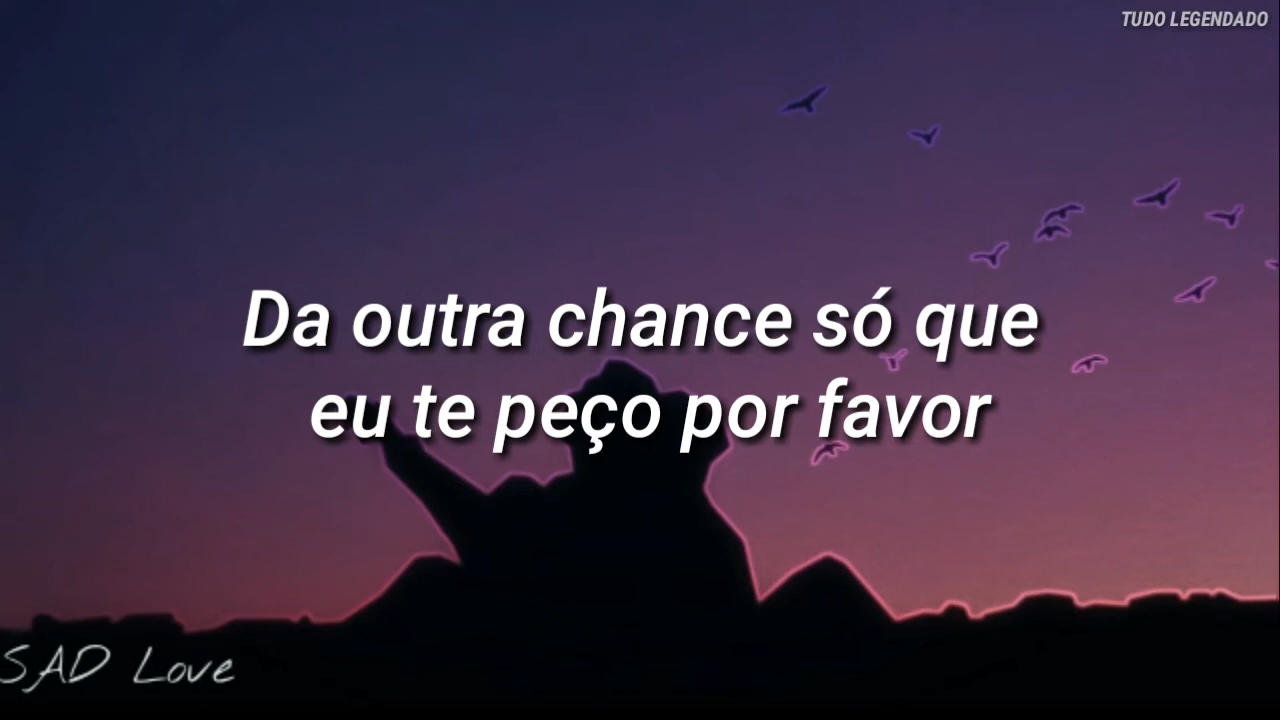 TUDO LEGENDADO
Da outra chance só que
eu te peço por favor
SAD Love